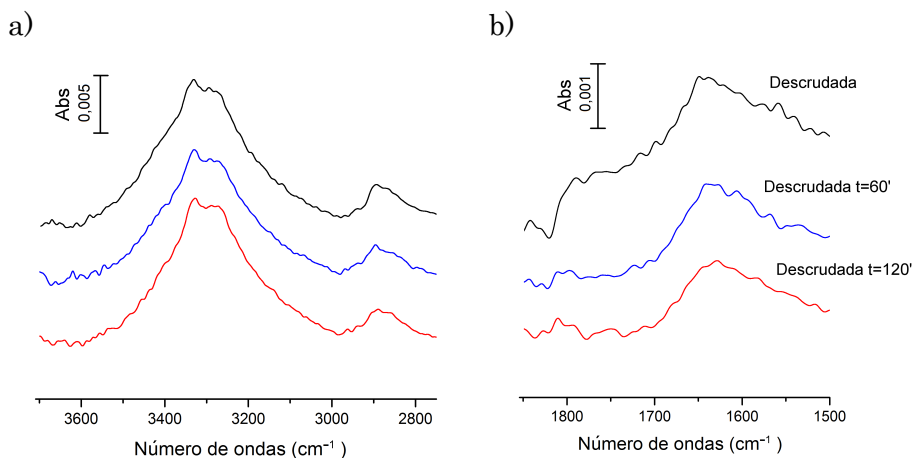 a)
Abs
0,005
3600
3400
3200
3000
2800
Número de ondas (cm⁻¹ )
b)
Abs
0,001
Descrudada
Descrudada t=60'
Descrudada t=120'
1800
1700
1600
1500
Número de ondas (cm⁻¹ )